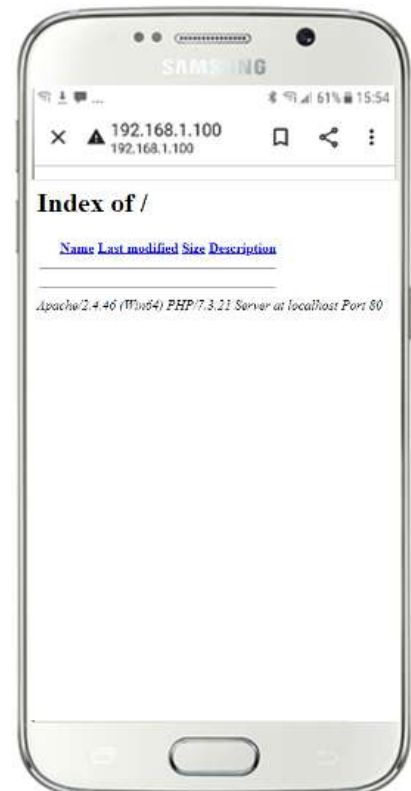 SAMSUNG
61% 15:54
192.168.1.100
192.168.1.100
Index of /
Name Last modified Size Description
Apache/2.4.46 (Win64) PHP/7.3.21 Server at localhost Port 80